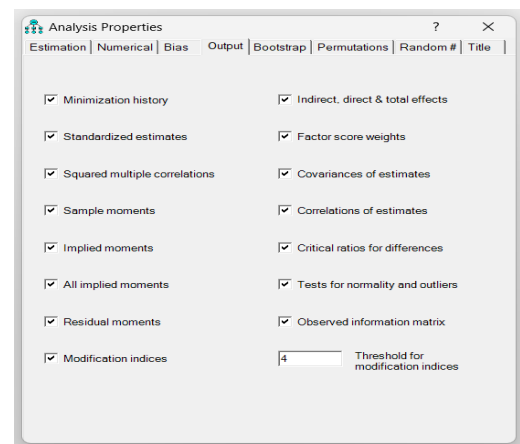 Analysis Properties ? ×
Estimation Numerical Bias Output Bootstrap Permutations Random # Title
Minimization history
Indirect, direct & total effects
Standardized estimates
Factor score weights
Squared multiple correlations
Covariances of estimates
Sample moments
Correlations of estimates
Implied moments
Critical ratios for differences
All implied moments
Tests for normality and outliers
Residual moments
Observed information matrix
Modification indices
4
Threshold for
modification indices